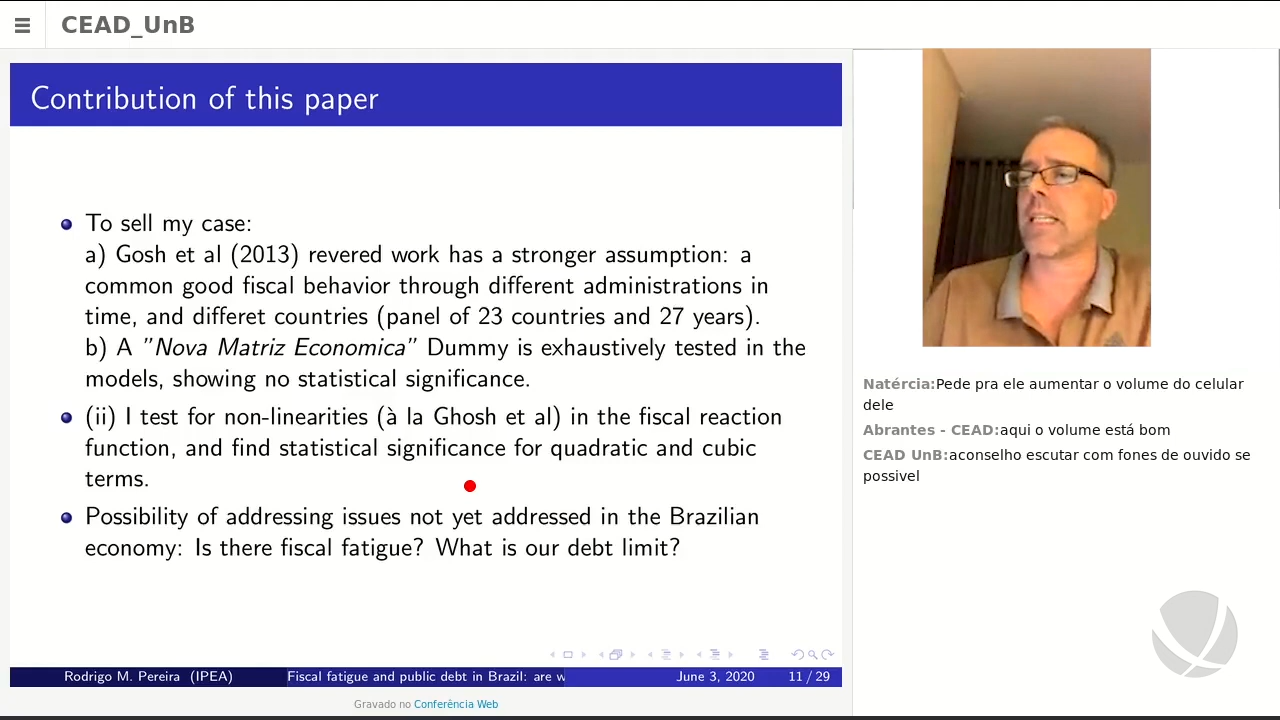 CEAD_UnB
Contribution of this paper
To sell my case:
a) Gosh et al (2013) revered work has a stronger assumption: a
common good fiscal behavior through different administrations in
time, and differet countries (panel of 23 countries and 27 years).
b) A "Nova Matriz Economica" Dummy is exhaustively tested in the
models, showing no statistical significance.
(ii) I test for non-linearities (à la Ghosh et al) in the fiscal reaction
function, and find statistical significance for quadratic and cubic
terms.
Possibility of addressing issues not yet addressed in the Brazilian
economy: Is there fiscal fatigue? What is our debt limit?
Rodrigo M. Pereira (IPEA)
Fiscal fatigue and public debt in Brazil: are w
June 3, 2020
11 / 29
Gravado no Conferência Web
Natércia:Pede pra ele aumentar o volume do celular
dele
Abrantes - CEAD:aqui o volume está bom
CEAD UnB:aconselho escutar com fones de ouvido se
possivel